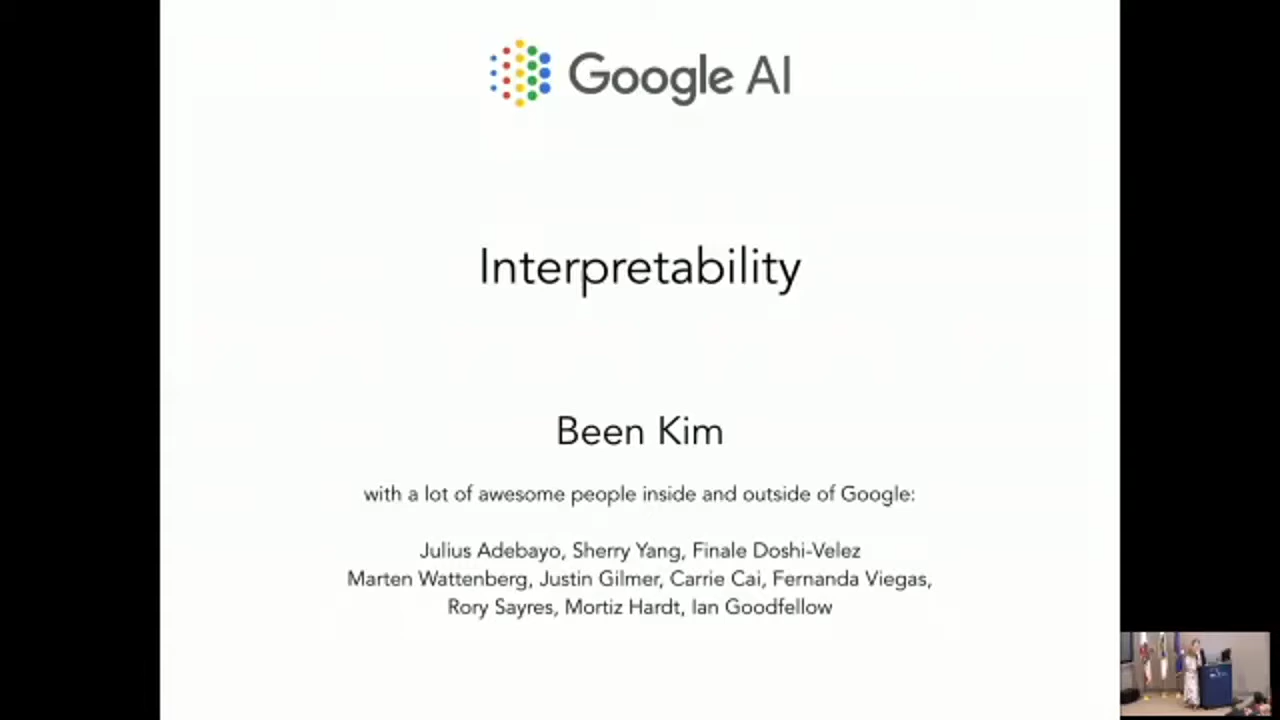 Google AI
Interpretability
Been Kim
with a lot of awesome people inside and outside of Google:
Julius Adebayo, Sherry Yang, Finale Doshi-Velez
Marten Wattenberg, Justin Gilmer, Carrie Cai, Fernanda Viegas,
Rory Sayres, Mortiz Hardt, Ian Goodfellow